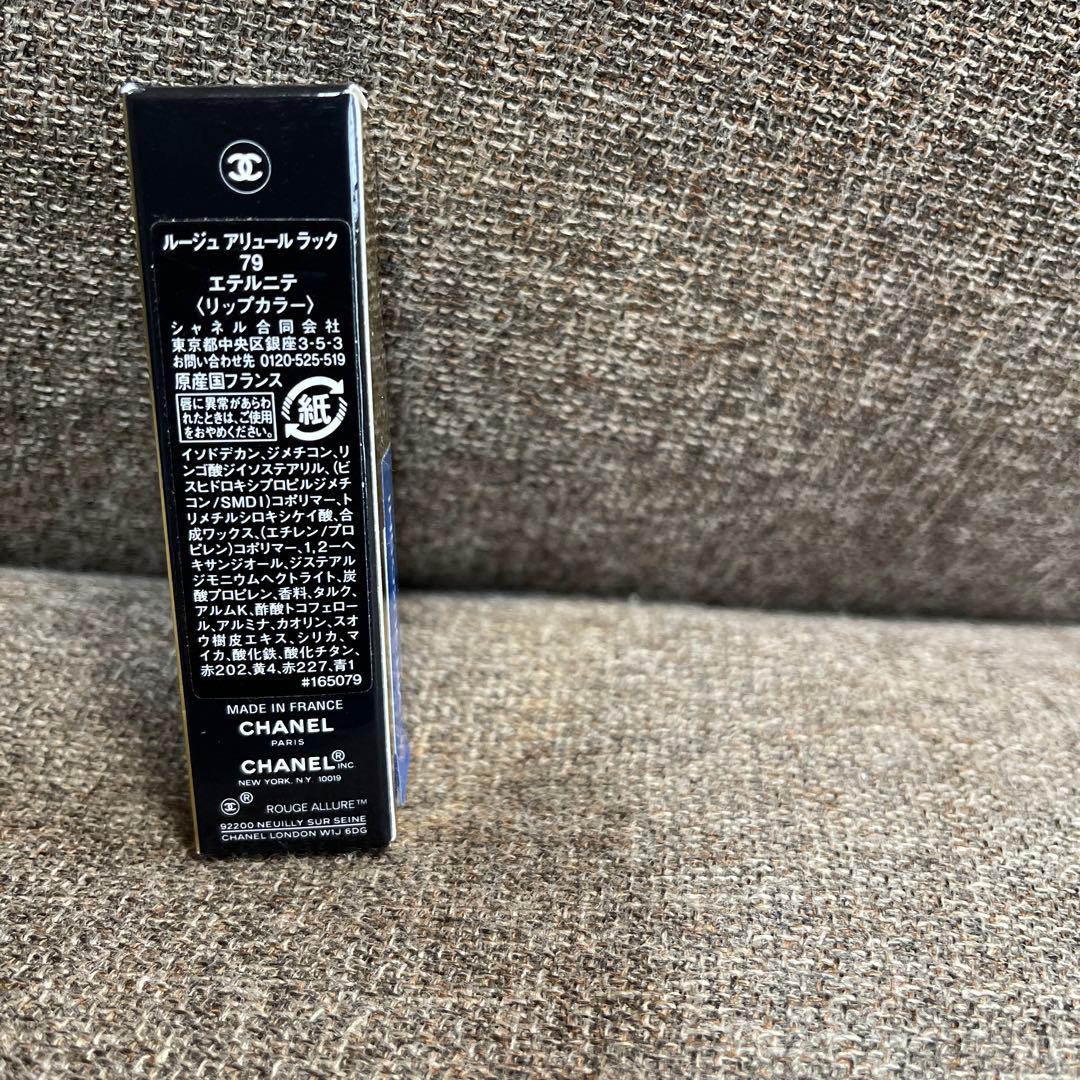 ルージュ アリュール ラック
79
エテルニテ
〈リップカラー〉
シャネル合同会社
東京都中央区銀座3-5-3
お問い合わせ先 0120-525-519
原産国フランス
唇に異常があらわ
れたときは、ご使用
をおやめください。
紙
イソドデカン、ジメチコン、リ
ンゴ酸ジイソステアリル、(ビ
スヒドロキシプロピルジメチ
コン/SMDI)コポリマー、ト
リメチルシロキシケイ酸、合
成ワックス、(エチレン/プロ
ピレン)コポリマー、1,2-ヘ
キサンジオール、ジステアル
ジモニウムヘクトライト、炭
酸プロピレン、香料、タルク、
アルムK、酢酸トコフェロー
ル、アルミナ、カオリン、スオ
ウ樹皮エキス、シリカ、マ
イカ、酸化鉄、酸化チタン、
赤202、黄4、赤227、青1
#165079
MADE IN FRANCE
CHANEL
PARIS
CHANEL® INC.
NEW YORK, N.Y. 10019
® ROUGE ALLURE™
92200 NEUILLY SUR SEINE
CHANEL LONDON W1J 6DG